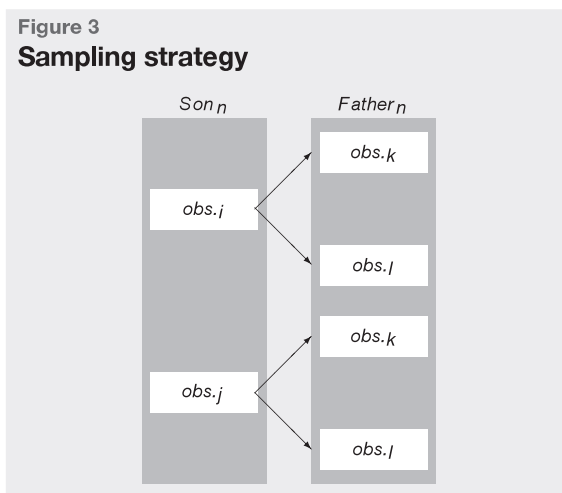 Figure 3
Sampling strategy
Son n
Father n
obs.k
obs.i
obs.l
obs.k
obs.j
obs.l